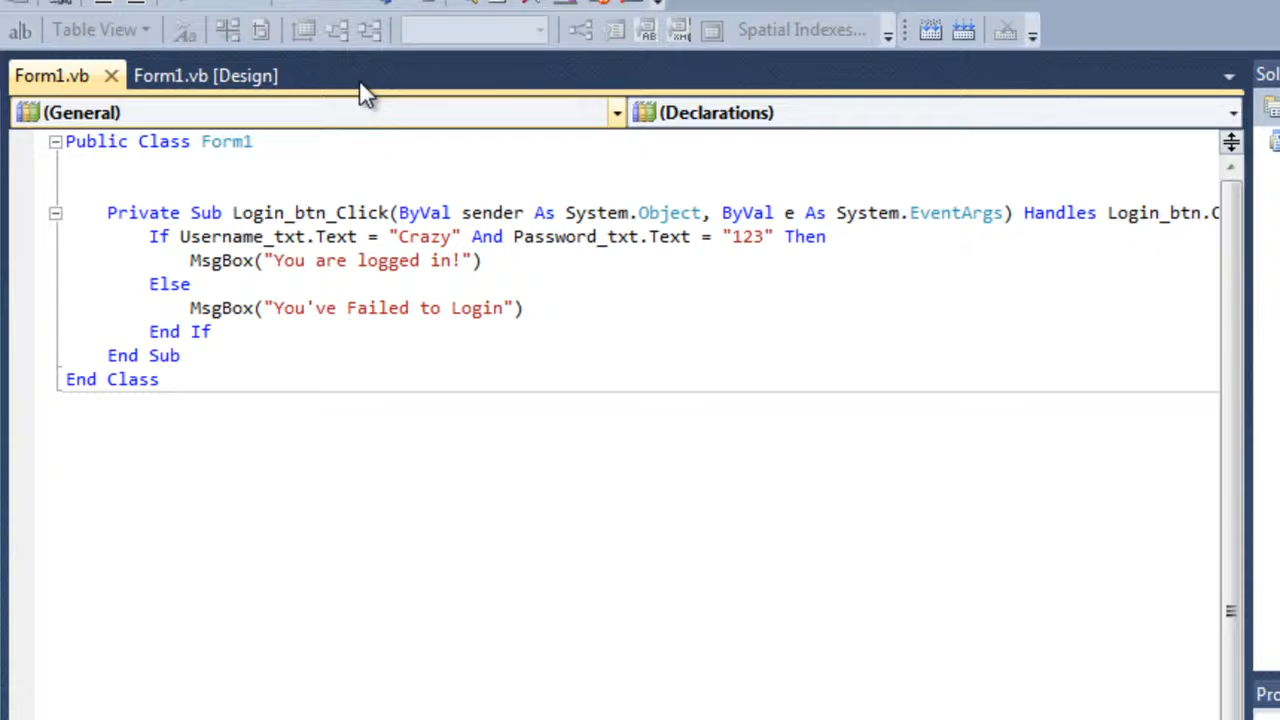 a|b Table View Spatial Indexes...
Form1.vb Form1.vb [Design]
(General) (Declarations)
Public Class Form1
Private Sub Login_btn_Click(ByVal sender As System.Object, ByVal e As System.EventArgs) Handles Login_btn.C
If Username_txt.Text = "Crazy" And Password_txt.Text = "123" Then
MsgBox("You are logged in!")
Else
MsgBox("You've Failed to Login")
End If
End Sub
End Class
Sol
Pro